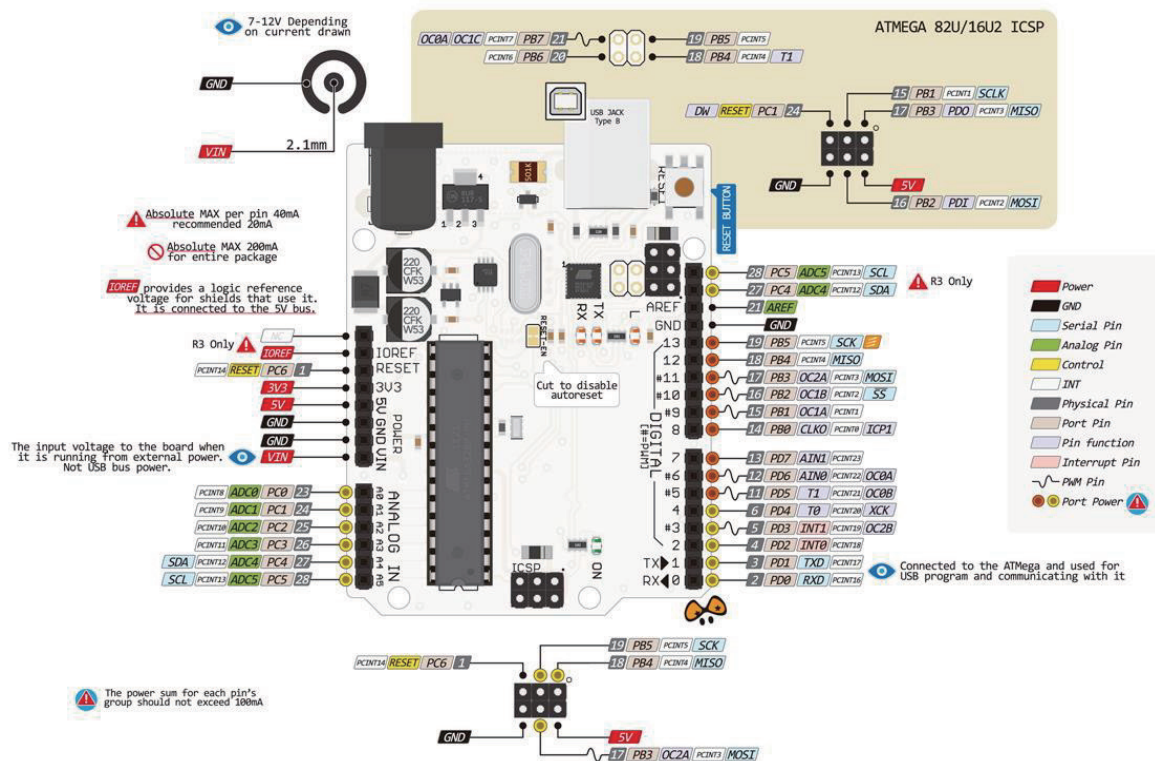 7-12V Depending
on current drawn
GND
VIN
2.1mm
ATMEGA 82U/16U2 ICSP
OC0A OC1C PCINT7 PB7 21
PCINT6 PB6 20
19 PB5 PCINT5
18 PB4 PCINT4 T1
USB JACK
Type B
DW RESET PC1 24
15 PB1 PCINT1 SCLK
17 PB3 PDO PCINT3 MISO
GND
5V
16 PB2 PDI PCINT2 MOSI
RESET
RESET BUTTON
501K
4
1 2 3
Absolute MAX per pin 40mA
recommended 20mA
Absolute MAX 200mA
for entire package
IOREF provides a logic reference
voltage for shields that use it.
It is connected to the 5V bus.
220
CFK
W53
220
CFK
W53
1
RX
TX
L
RESET-EN
Cut to disable
autoreset
R3 Only
NC
IOREF
PCINT14 RESET PC6 1
3V3
5V
GND
GND
VIN
IOREF
RESET
3V3
5V
GND
VIN
POWER
The input voltage to the board when
it is running from external power.
Not USB bus power.
PCINT8 ADC0 PC0 23
PCINT9 ADC1 PC1 24
PCINT10 ADC2 PC2 25
PCINT11 ADC3 PC3 26
SDA PCINT12 ADC4 PC4 27
SCL PCINT13 ADC5 PC5 28
A0
A1
A2
A3
A4
A5
ANALOG IN
ICSP
ON
AREF
GND
13
12
#11
#10
#9
8
7
#6
#5
4
#3
2
TX 1
RX 0
DIGITAL
[#=PWM]
28 PC5 ADC5 PCINT13 SCL
27 PC4 ADC4 PCINT12 SDA
R3 Only
21 AREF
GND
19 PB5 PCINT5 SCK
18 PB4 PCINT4 MISO
17 PB3 OC2A PCINT3 MOSI
16 PB2 OC1B PCINT2 SS
15 PB1 OC1A PCINT1
14 PB0 CLKO PCINT0 ICP1
13 PD7 AIN1 PCINT23
12 PD6 AIN0 PCINT22 OC0A
11 PD5 T1 PCINT21 OC0B
6 PD4 T0 PCINT20 XCK
5 PD3 INT1 PCINT19 OC2B
4 PD2 INT0 PCINT18
3 PD1 TXD PCINT17
2 PD0 RXD PCINT16
Connected to the ATMega and used for
USB program and communicating with it
Power
GND
Serial Pin
Analog Pin
Control
INT
Physical Pin
Port Pin
Pin function
Interrupt Pin
PWM Pin
Port Power
PCINT14 RESET PC6 1
19 PB5 PCINT5 SCK
18 PB4 PCINT4 MISO
The power sum for each pin's
group should not exceed 100mA
GND
5V
17 PB3 OC2A PCINT3 MOSI